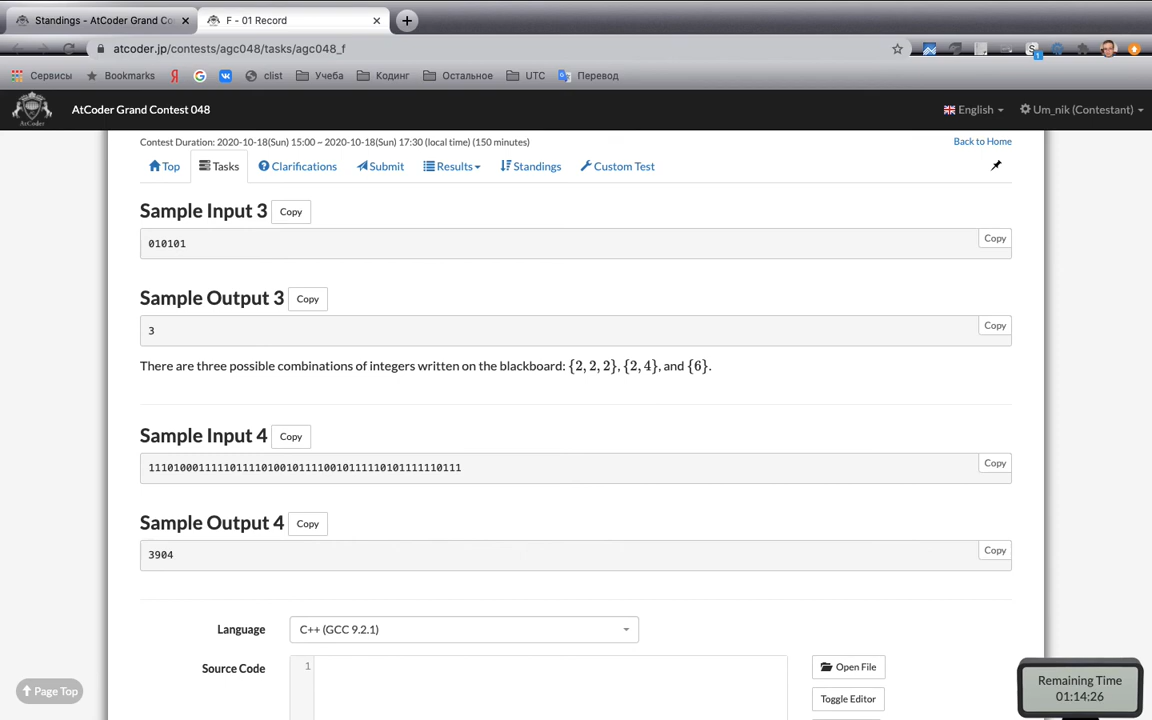 Standings - AtCoder Grand Co
F - 01 Record
atcoder.jp/contests/agc048/tasks/agc048_f
Сервисы
Bookmarks
clist
Учеба
Кодинг
Остальное
UTC
Перевод
AtCoder Grand Contest 048
English
Um_nik (Contestant)
Contest Duration: 2020-10-18(Sun) 15:00 ~ 2020-10-18(Sun) 17:30 (local time) (150 minutes)
Back to Home
Top
Tasks
Clarifications
Submit
Results
Standings
Custom Test
Sample Input 3
Copy
010101
Copy
Sample Output 3
Copy
3
Copy
There are three possible combinations of integers written on the blackboard: {2, 2, 2}, {2, 4}, and {6}.
Sample Input 4
Copy
Copy
Sample Output 4
Copy
3904
Copy
Language
C++ (GCC 9.2.1)
Source Code
1
Open File
Toggle Editor
Page Top
Remaining Time
01:14:26